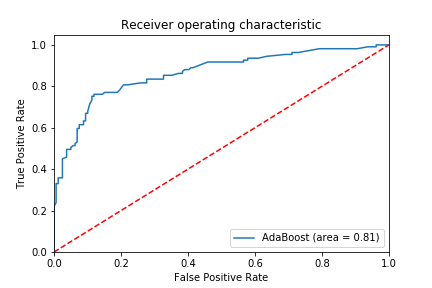 Receiver operating characteristic
True Positive Rate
1.0
0.8
0.6
0.4
0.2
0.0
AdaBoost (area = 0.81)
0.0 0.2 0.4 0.6 0.8 1.0
False Positive Rate